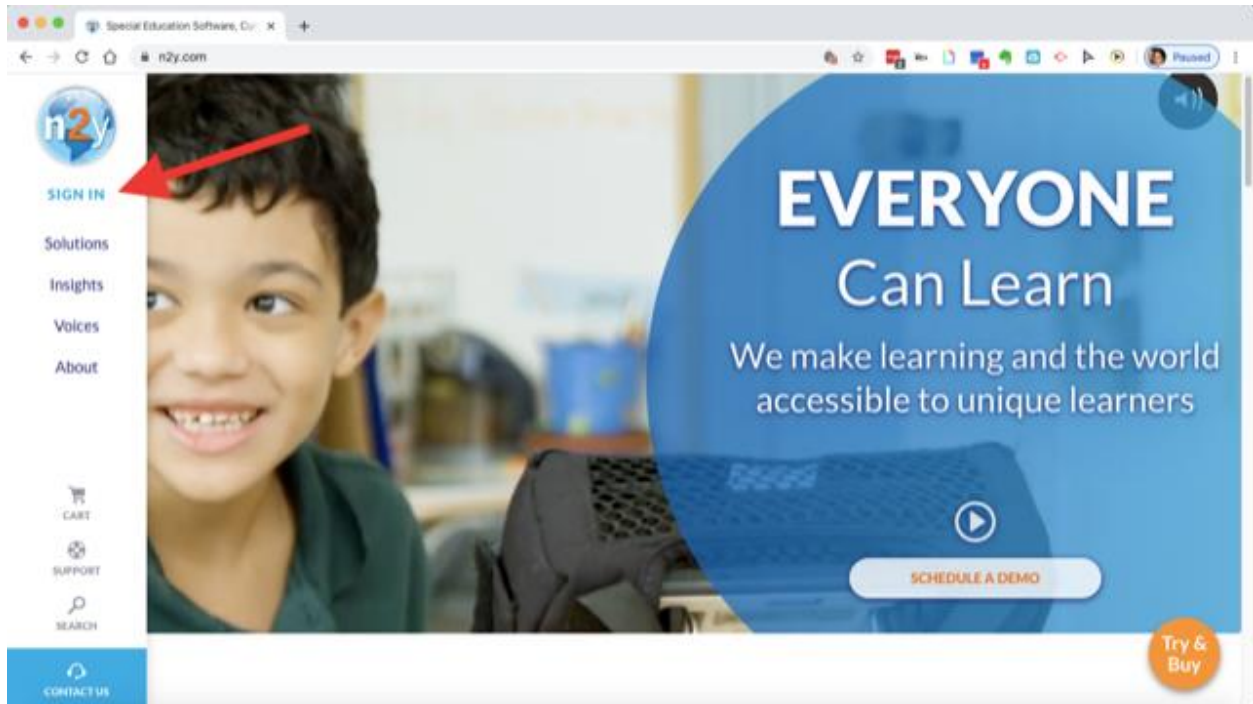 Special Education Software, Cu
n2y.com
Paused
n2y
SIGN IN
Solutions
Insights
Voices
About
CART
SUPPORT
SEARCH
CONTACT US
EVERYONE
Can Learn
We make learning and the world
accessible to unique learners
SCHEDULE A DEMO
Try &
Buy